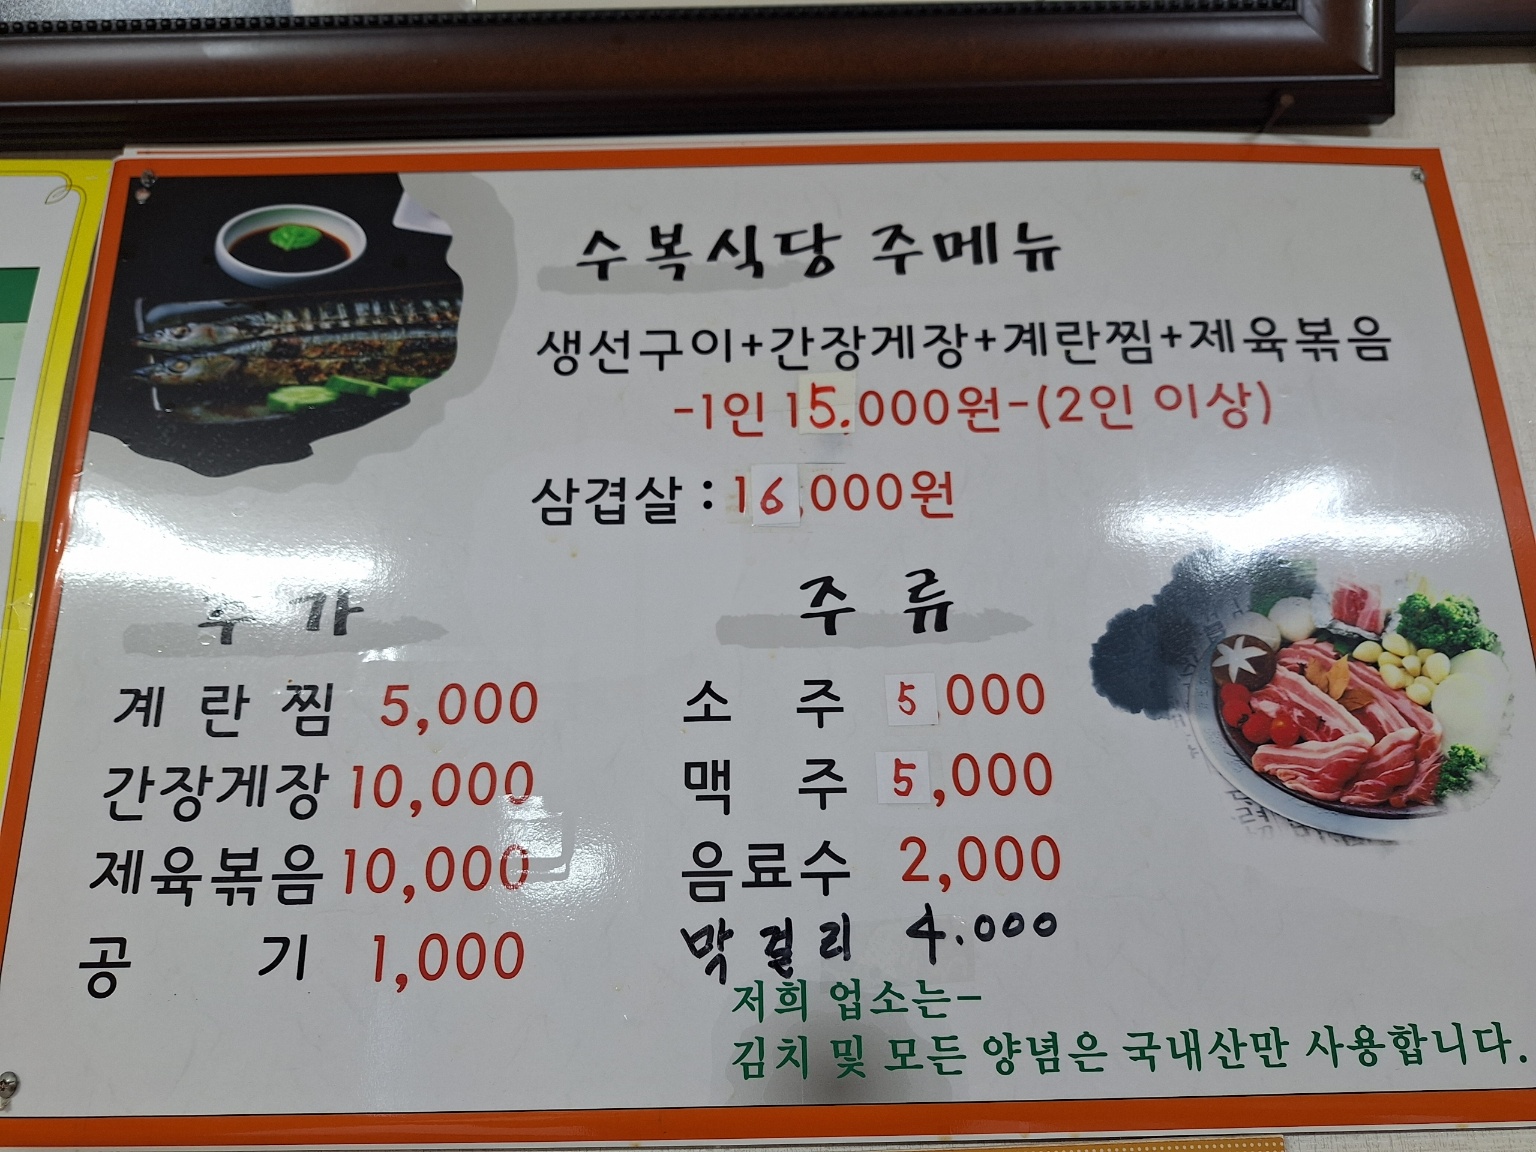 수복식당 주메뉴
생선구이+간장게장+계란찜+제육볶음
-1인 15.000원-(2인 이상)
삼겹살 : 16,000원
추가
계란찜 5,000
간장게장 10,000
제육볶음 10,000
공기 1,000
주류
소주 5 000
맥주 5,000
음료수 2,000
막걸리 4.000
저희 업소는-
김치 및 모든 양념은 국내산만 사용합니다.